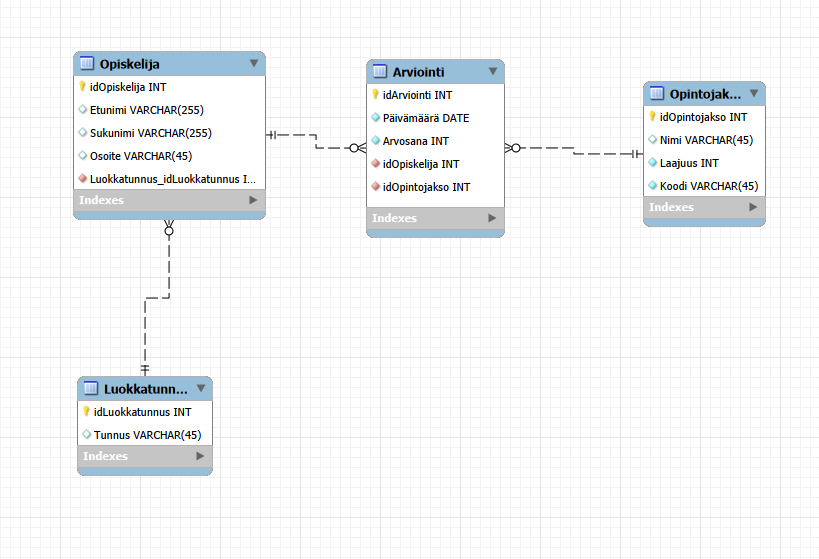 Opiskelija
idOpiskelija INT
Etunimi VARCHAR(255)
Sukunimi VARCHAR(255)
Osoite VARCHAR(45)
Luokkatunnus_idLuokkatunnus I...
Indexes
Arviointi
idArviointi INT
Päivämäärä DATE
Arvosana INT
idOpiskelija INT
idOpintojakso INT
Indexes
Opintojak...
idOpintojakso INT
Nimi VARCHAR(45)
Laajuus INT
Koodi VARCHAR(45)
Indexes
Luokkatunn...
idLuokkatunnus INT
Tunnus VARCHAR(45)
Indexes